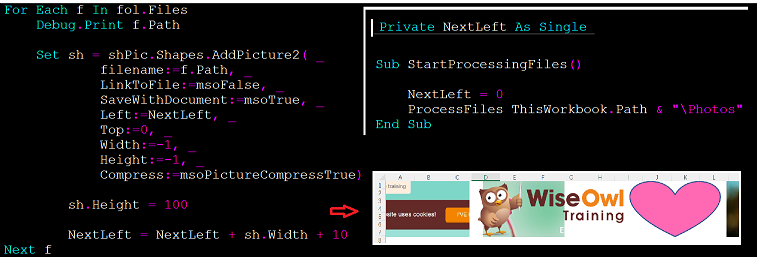 For Each f In fol.Files
Debug.Print f.Path
Set sh = shPic.Shapes.AddPicture2( _
filename:=f.Path, _
LinkToFile:=msoFalse, _
SaveWithDocument:=msoTrue, _
Left:=NextLeft, _
Top:=0, _
Width:=-1, _
Height:=-1, _
Compress:=msoPictureCompressTrue)
sh.Height = 100
NextLeft = NextLeft + sh.Width + 10
Next f
Private NextLeft As Single
Sub StartProcessingFiles()
NextLeft = 0
ProcessFiles ThisWorkbook.Path & "\Photos"
End Sub
A B C D E F G H I J K L
1
2
3
4
5
6
7
8
training
site uses cookies!
WiseOwl
Training
E